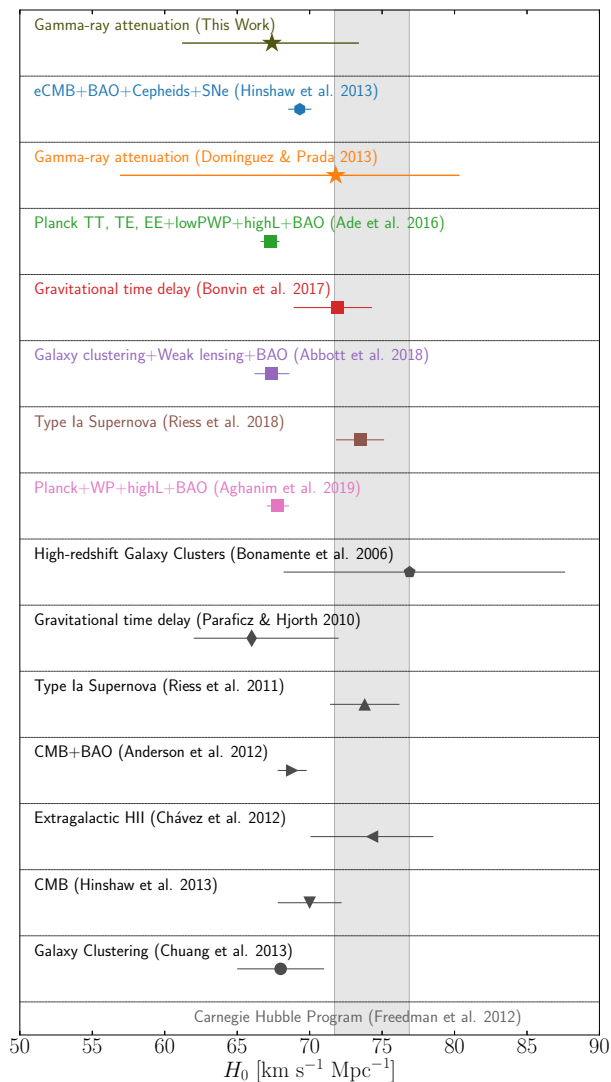 Gamma-ray attenuation (This Work)
eCMB+BAO+Cepheids+SNe (Hinshaw et al. 2013)
Gamma-ray attenuation (Domínguez & Prada 2013)
Planck TT, TE, EE+lowPWP+highL+BAO (Ade et al. 2016)
Gravitational time delay (Bonvin et al. 2017)
Galaxy clustering+Weak lensing+BAO (Abbott et al. 2018)
Type Ia Supernova (Riess et al. 2018)
Planck+WP+highL+BAO (Aghanim et al. 2019)
High-redshift Galaxy Clusters (Bonamente et al. 2006)
Gravitational time delay (Paraficz & Hjorth 2010)
Type Ia Supernova (Riess et al. 2011)
CMB+BAO (Anderson et al. 2012)
Extragalactic HII (Chávez et al. 2012)
CMB (Hinshaw et al. 2013)
Galaxy Clustering (Chuang et al. 2013)
Carnegie Hubble Program (Freedman et al. 2012)
50 55 60 65 70 75 80 85 90
H₀ [km s⁻¹ Mpc⁻¹]